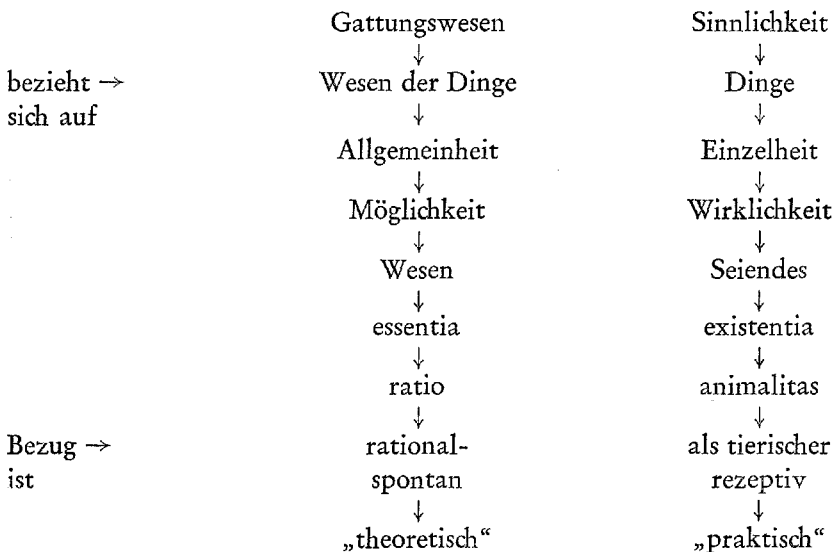 Gattungswesen Sinnlichkeit
↓ ↓
bezieht → Wesen der Dinge Dinge
sich auf ↓ ↓
Allgemeinheit Einzelheit
↓ ↓
Möglichkeit Wirklichkeit
↓ ↓
Wesen Seiendes
↓ ↓
essentia existentia
↓ ↓
ratio animalitas
↓ ↓
Bezug → rational- als tierischer
ist spontan rezeptiv
↓ ↓
„theoretisch“ „praktisch“